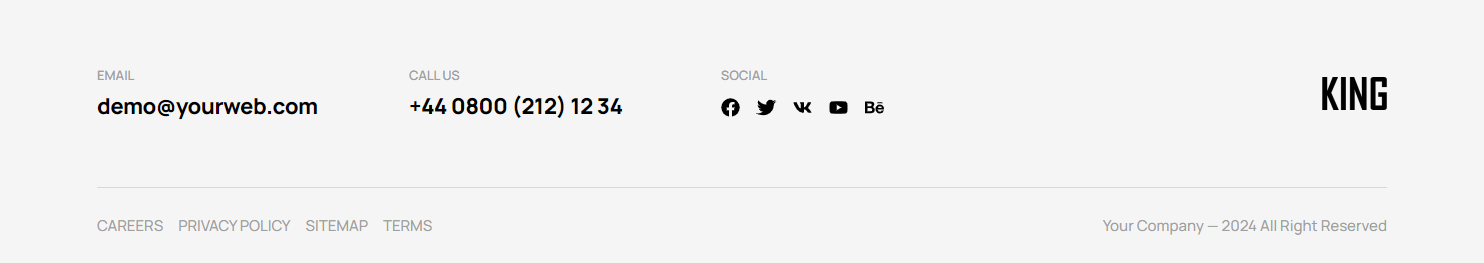 EMAIL
demo@yourweb.com
CALL US
+44 0800 (212) 12 34
SOCIAL
Bē
KING
CAREERS PRIVACY POLICY SITEMAP TERMS
Your Company — 2024 All Right Reserved